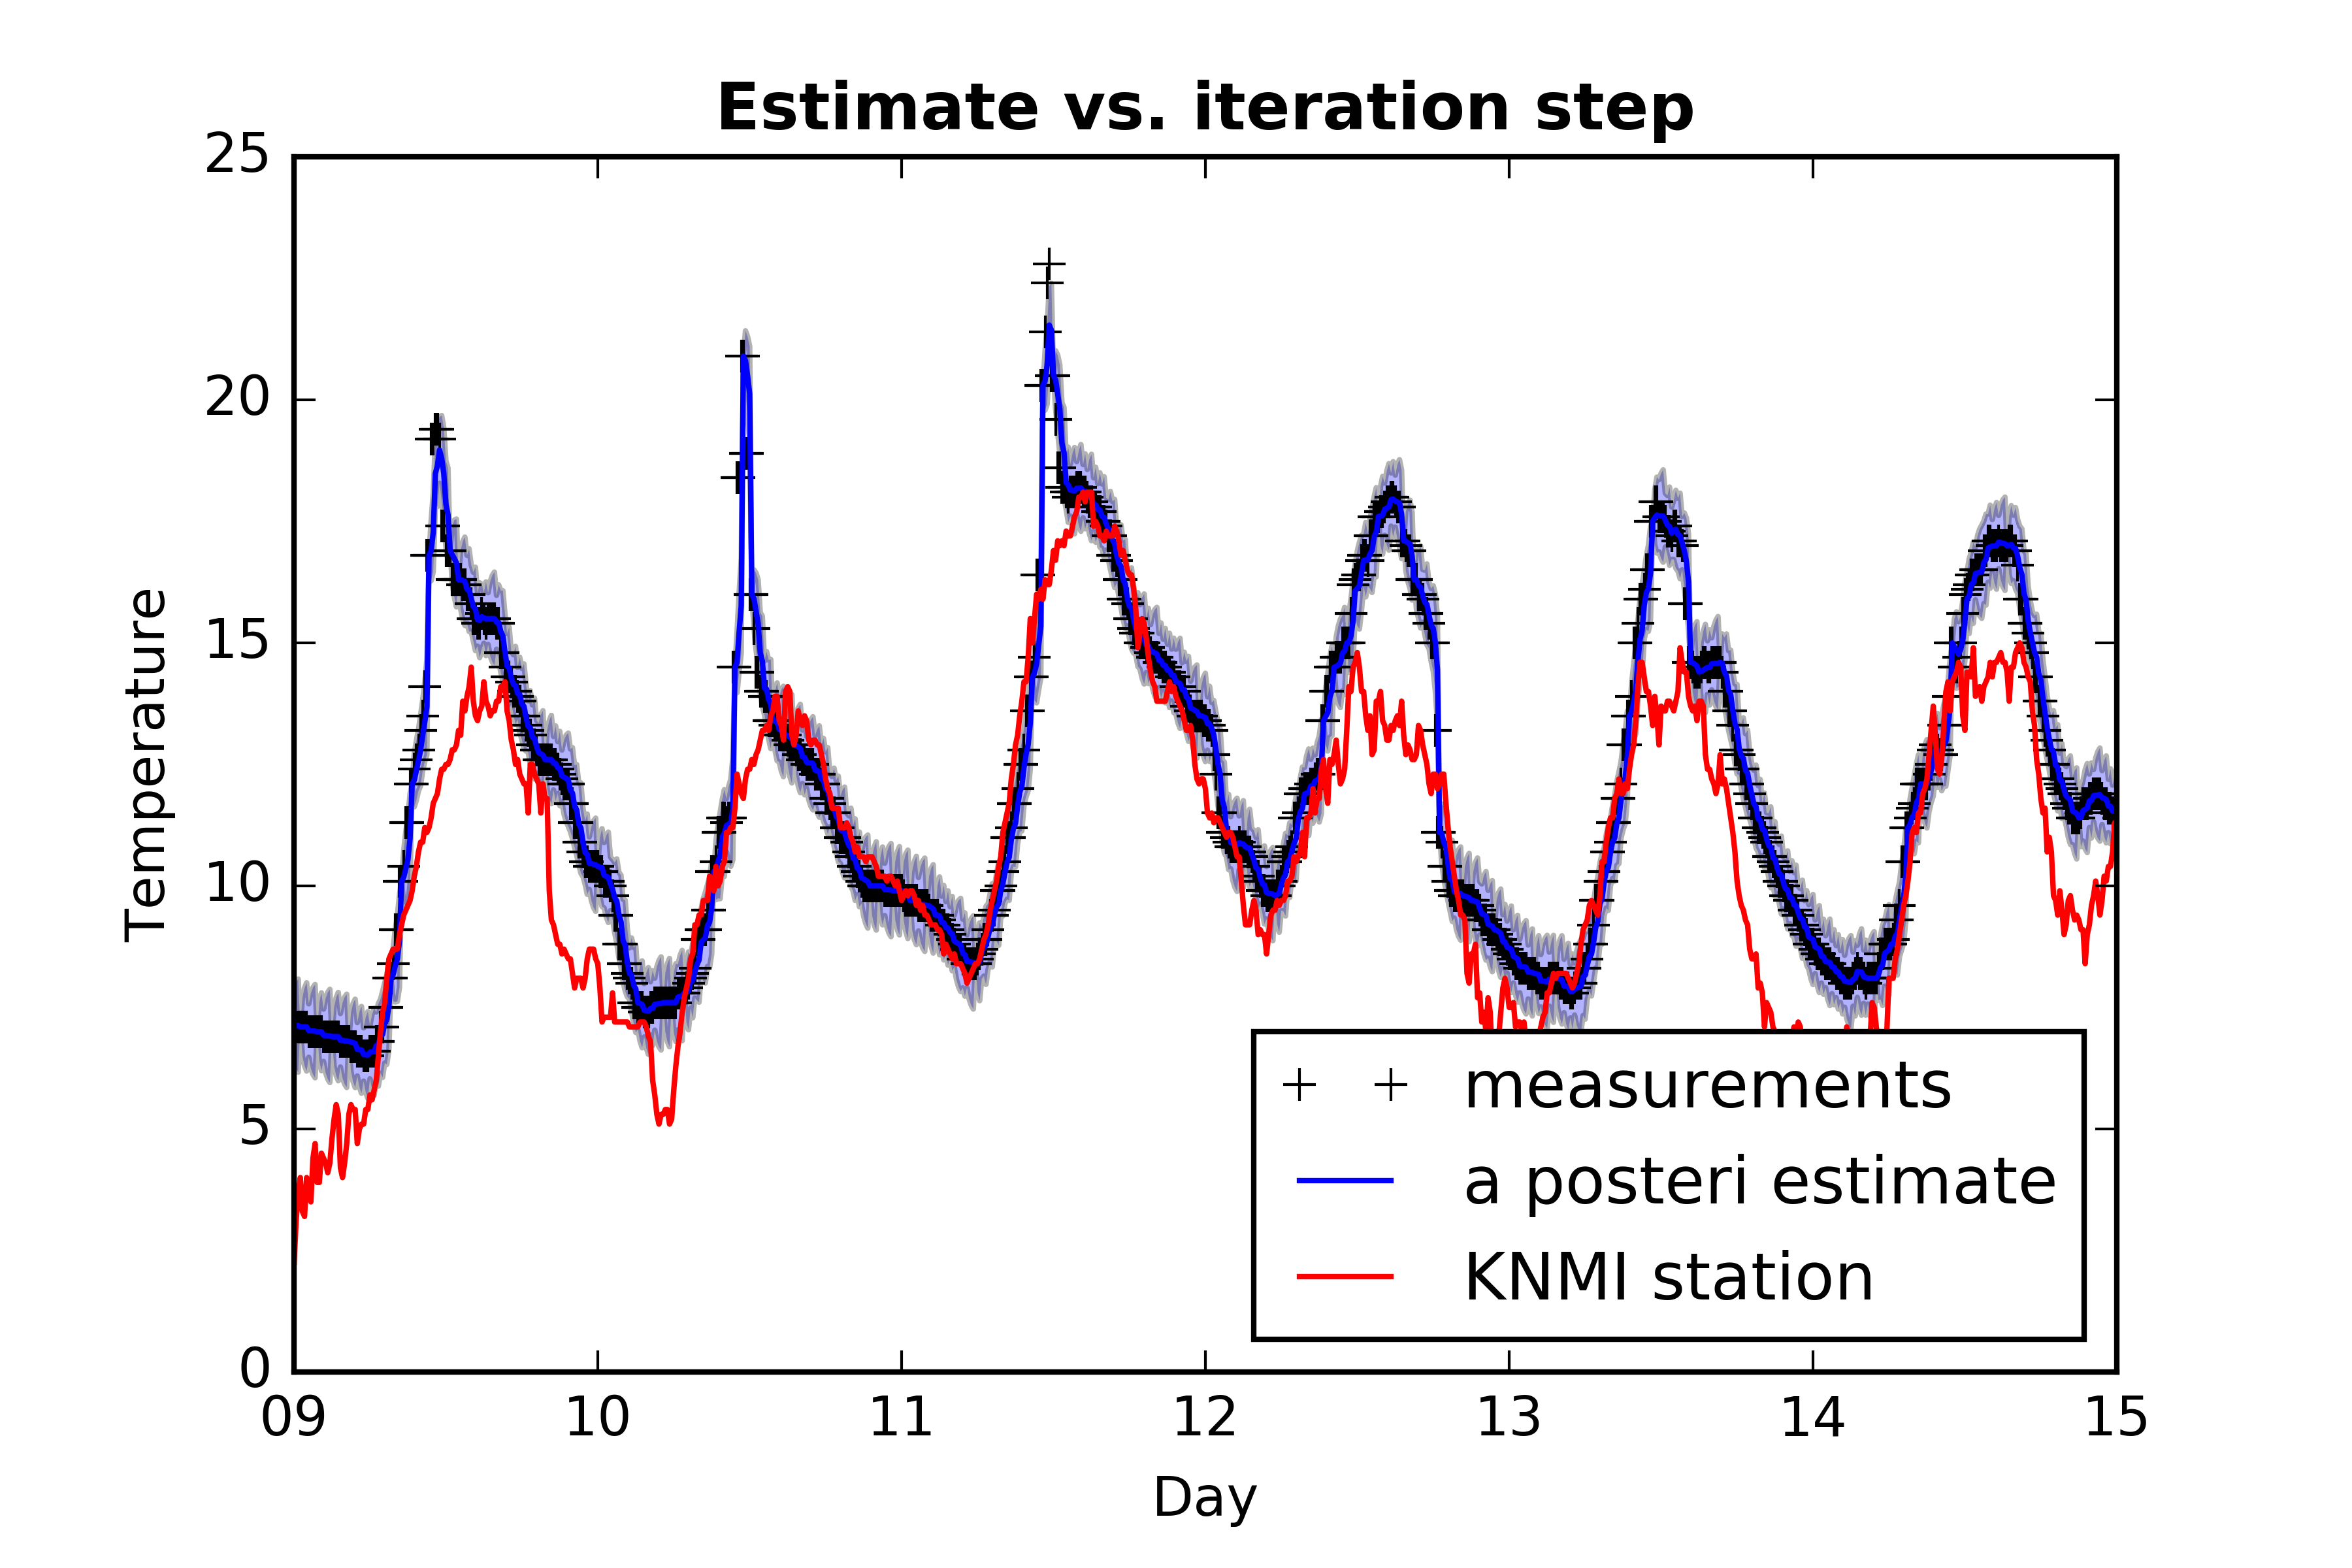 Estimate vs. iteration step
25
20
15
10
5
0
Temperature
measurements
a posteri estimate
KNMI station
09 10 11 12 13 14 15
Day